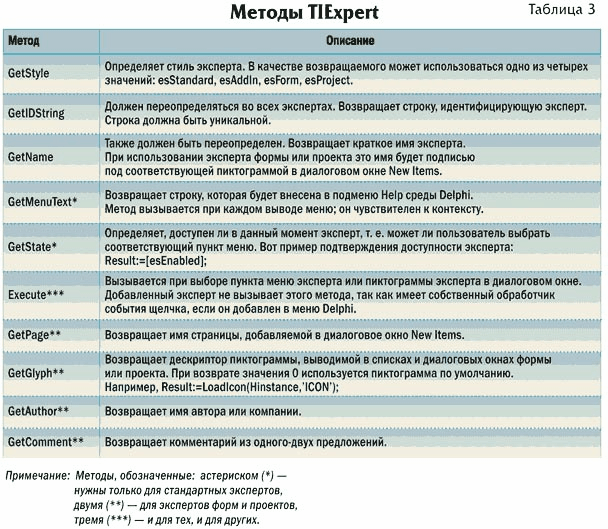 Методы TIExpert
Таблица 3
Метод Описание
GetStyle Определяет стиль эксперта. В качестве возвращаемого может использоваться одно из четырех
значений: esStandard, esAddIn, esForm, esProject.
GetIDString Должен переопределяться во всех экспертах. Возвращает строку, идентифицирующую эксперт.
Строка должна быть уникальной.
GetName Также должен быть переопределен. Возвращает краткое имя эксперта.
При использовании эксперта формы или проекта это имя будет подписью
под соответствующей пиктограммой в диалоговом окне New Items.
GetMenuText* Возвращает строку, которая будет внесена в подменю Help среды Delphi.
Метод вызывается при каждом выводе меню; он чувствителен к контексту.
GetState* Определяет, доступен ли в данный момент эксперт, т. е. может ли пользователь выбрать
соответствующий пункт меню. Вот пример подтверждения доступности эксперта:
Result:=[esEnabled];
Execute*** Вызывается при выборе пункта меню эксперта или пиктограммы эксперта в диалоговом окне.
Добавленный эксперт не вызывает этого метода, так как имеет собственный обработчик
события щелчка, если он добавлен в меню Delphi.
GetPage** Возвращает имя страницы, добавляемой в диалоговое окно New Items.
GetGlyph** Возвращает дескриптор пиктограммы, выводимой в списках и диалоговых окнах формы
или проекта. При возврате значения 0 используется пиктограмма по умолчанию.
Например, Result:=LoadIcon(Hinstance,'ICON');
GetAuthor** Возвращает имя автора или компании.
GetComment** Возвращает комментарий из одного-двух предложений.
Примечание: Методы, обозначенные: астериском (*) —
нужны только для стандартных экспертов,
двумя (**) — для экспертов форм и проектов,
тремя (***) — и для тех, и для других.